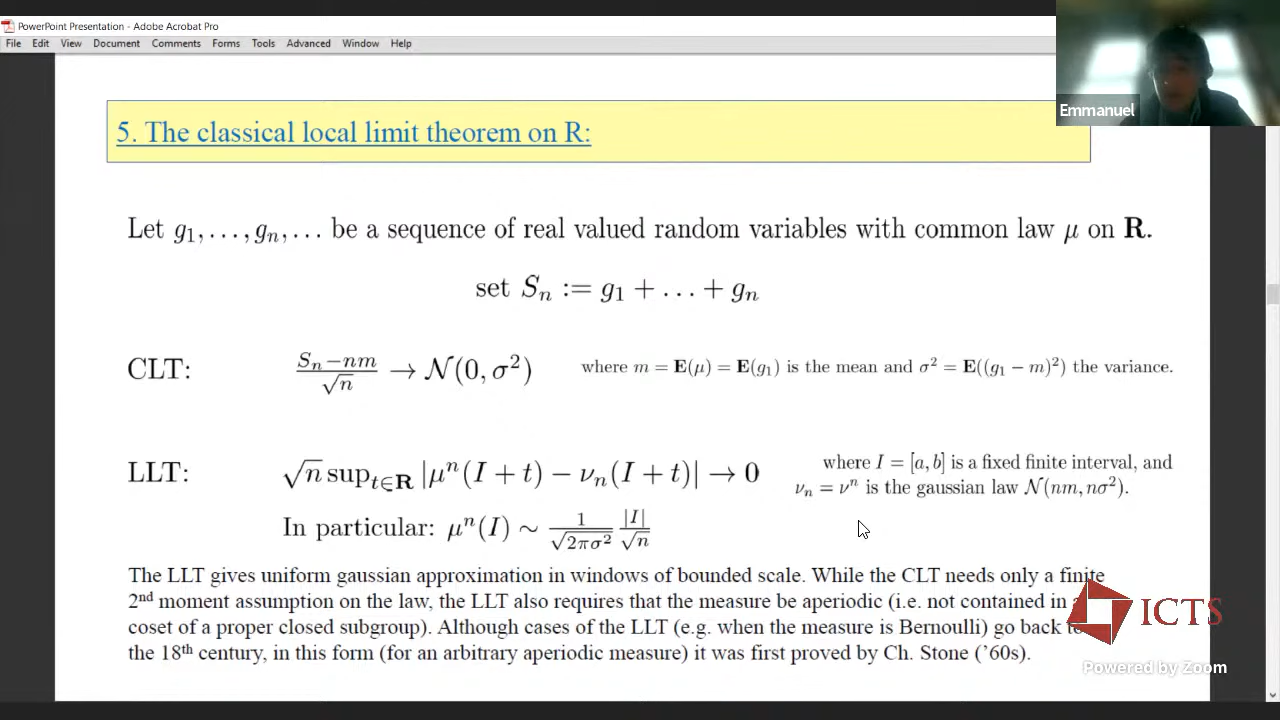 PowerPoint Presentation - Adobe Acrobat Pro
File Edit View Document Comments Forms Tools Advanced Window Help
Emmanuel
5. The classical local limit theorem on R:
Let g₁, …, gₙ, … be a sequence of real valued random variables with common law μ on R.
set Sₙ := g₁ + … + gₙ
CLT: (Sₙ−nm)/√n → 𝒩(0, σ²) where m = E(μ) = E(g₁) is the mean and σ² = E((g₁ − m)²) the variance.
LLT: √n sup_{t∈R} |μⁿ(I + t) − νₙ(I + t)| → 0 where I = [a, b] is a fixed finite interval, and
νₙ = νⁿ is the gaussian law 𝒩(nm, nσ²).
In particular: μⁿ(I) ∼ 1/√(2πσ²) |I|/√n
The LLT gives uniform gaussian approximation in windows of bounded scale. While the CLT needs only a finite
2nd moment assumption on the law, the LLT also requires that the measure be aperiodic (i.e. not contained in a
coset of a proper closed subgroup). Although cases of the LLT (e.g. when the measure is Bernoulli) go back to
the 18th century, in this form (for an arbitrary aperiodic measure) it was first proved by Ch. Stone ('60s).
ICTS
Powered by Zoom